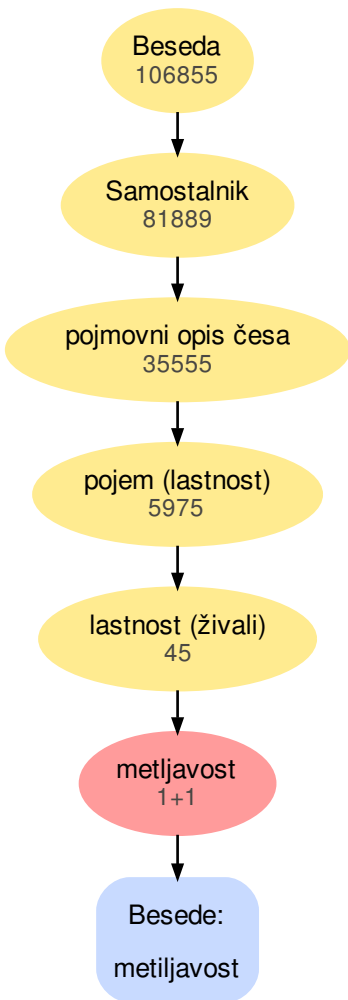 Beseda
106855
Samostalnik
81889
pojmovni opis česa
35555
pojem (lastnost)
5975
lastnost (živali)
45
metljavost
1+1
Besede:
metiljavost